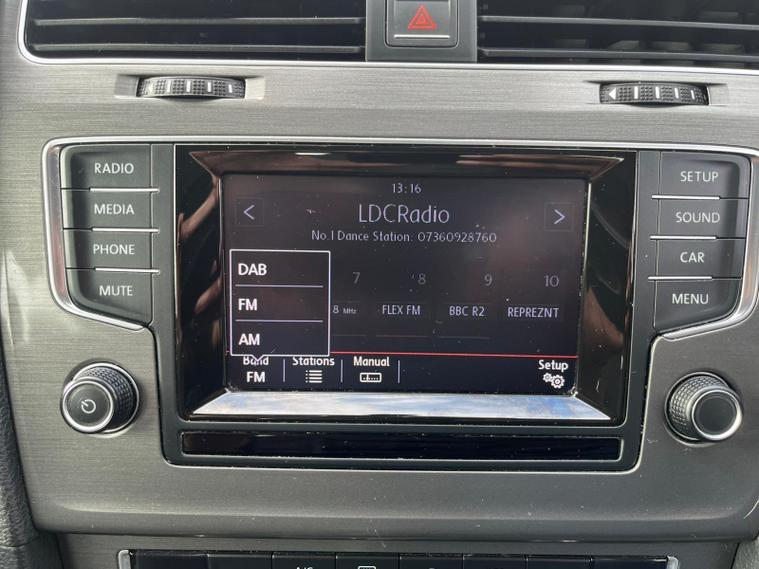 RADIO
MEDIA
PHONE
MUTE
13:16
LDCRadio
No.1 Dance Station: 07360928760
DAB
FM
AM
7 8 9 10
8 MHz FLEX FM BBC R2 REPREZNT
Band Stations Manual Setup
FM
SETUP
SOUND
CAR
MENU